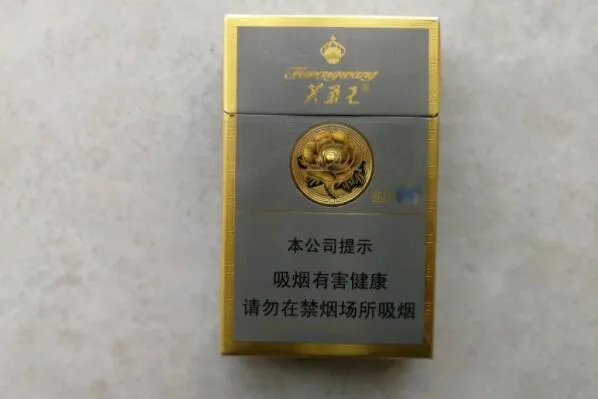 Furongwang
芙蓉王
本公司提示
吸烟有害健康
请勿在禁烟场所吸烟